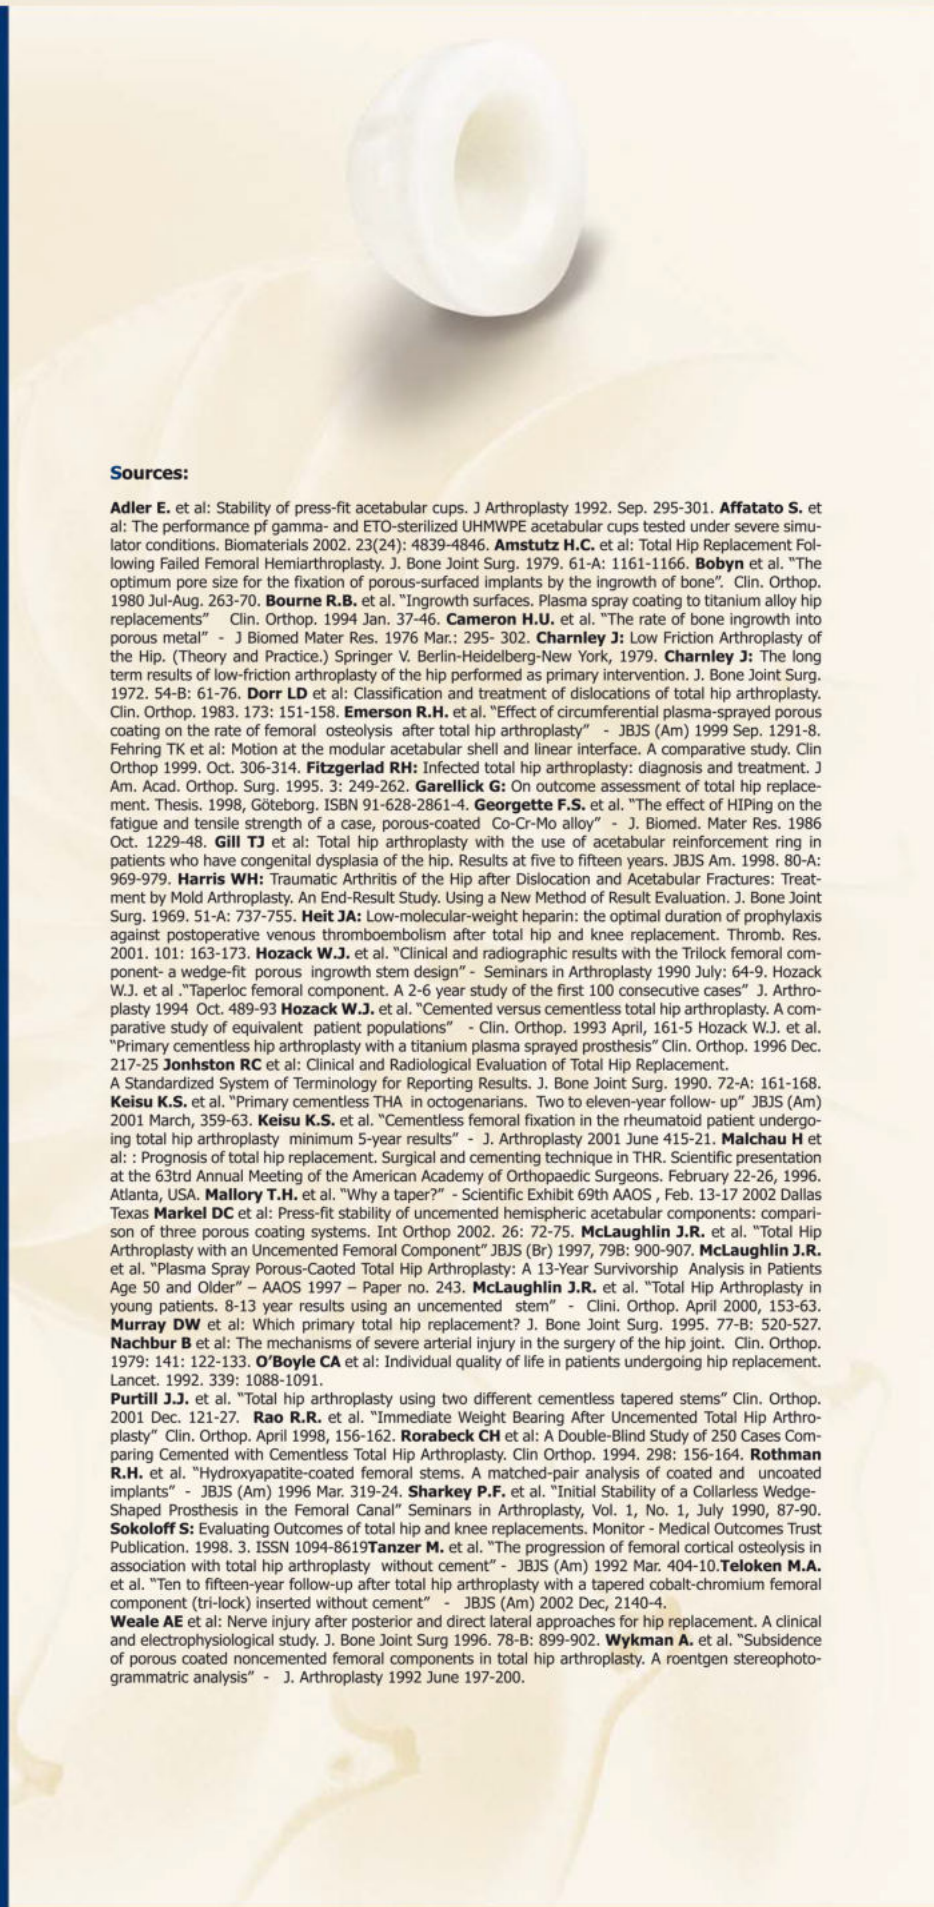 Sources:
Adler E. et al: Stability of press-fit acetabular cups. J Arthroplasty 1992. Sep. 295-301. Affatato S. et
al: The performance pf gamma- and ETO-sterilized UHMWPE acetabular cups tested under severe simu-
lator conditions. Biomaterials 2002. 23(24): 4839-4846. Amstutz H.C. et al: Total Hip Replacement Fol-
lowing Failed Femoral Hemiarthroplasty. J. Bone Joint Surg. 1979. 61-A: 1161-1166. Bobyn et al. "The
optimum pore size for the fixation of porous-surfaced implants by the ingrowth of bone". Clin. Orthop.
1980 Jul-Aug. 263-70. Bourne R.B. et al. "Ingrowth surfaces. Plasma spray coating to titanium alloy hip
replacements" Clin. Orthop. 1994 Jan. 37-46. Cameron H.U. et al. "The rate of bone ingrowth into
porous metal" - J Biomed Mater Res. 1976 Mar.: 295- 302. Charnley J: Low Friction Arthroplasty of
the Hip. (Theory and Practice.) Springer V. Berlin-Heidelberg-New York, 1979. Charnley J: The long
term results of low-friction arthroplasty of the hip performed as primary intervention. J. Bone Joint Surg.
1972. 54-B: 61-76. Dorr LD et al: Classification and treatment of dislocations of total hip arthroplasty.
Clin. Orthop. 1983. 173: 151-158. Emerson R.H. et al. "Effect of circumferential plasma-sprayed porous
coating on the rate of femoral osteolysis after total hip arthroplasty" - JBJS (Am) 1999 Sep. 1291-8.
Fehring TK et al: Motion at the modular acetabular shell and linear interface. A comparative study. Clin
Orthop 1999. Oct. 306-314. Fitzgerlad RH: Infected total hip arthroplasty: diagnosis and treatment. J
Am. Acad. Orthop. Surg. 1995. 3: 249-262. Garellick G: On outcome assessment of total hip replace-
ment. Thesis. 1998, Göteborg. ISBN 91-628-2861-4. Georgette F.S. et al. "The effect of HIPing on the
fatigue and tensile strength of a case, porous-coated Co-Cr-Mo alloy" - J. Biomed. Mater Res. 1986
Oct. 1229-48. Gill TJ et al: Total hip arthroplasty with the use of acetabular reinforcement ring in
patients who have congenital dysplasia of the hip. Results at five to fifteen years. JBJS Am. 1998. 80-A:
969-979. Harris WH: Traumatic Arthritis of the Hip after Dislocation and Acetabular Fractures: Treat-
ment by Mold Arthroplasty. An End-Result Study. Using a New Method of Result Evaluation. J. Bone Joint
Surg. 1969. 51-A: 737-755. Heit JA: Low-molecular-weight heparin: the optimal duration of prophylaxis
against postoperative venous thromboembolism after total hip and knee replacement. Thromb. Res.
2001. 101: 163-173. Hozack W.J. et al. "Clinical and radiographic results with the Trilock femoral com-
ponent- a wedge-fit porous ingrowth stem design" - Seminars in Arthroplasty 1990 July: 64-9. Hozack
W.J. et al ."Taperloc femoral component. A 2-6 year study of the first 100 consecutive cases" J. Arthro-
plasty 1994 Oct. 489-93 Hozack W.J. et al. "Cemented versus cementless total hip arthroplasty. A com-
parative study of equivalent patient populations" - Clin. Orthop. 1993 April, 161-5 Hozack W.J. et al.
"Primary cementless hip arthroplasty with a titanium plasma sprayed prosthesis" Clin. Orthop. 1996 Dec.
217-25 Jonhston RC et al: Clinical and Radiological Evaluation of Total Hip Replacement.
A Standardized System of Terminology for Reporting Results. J. Bone Joint Surg. 1990. 72-A: 161-168.
Keisu K.S. et al. "Primary cementless THA in octogenarians. Two to eleven-year follow- up" JBJS (Am)
2001 March, 359-63. Keisu K.S. et al. "Cementless femoral fixation in the rheumatoid patient undergo-
ing total hip arthroplasty minimum 5-year results" - J. Arthroplasty 2001 June 415-21. Malchau H et
al: : Prognosis of total hip replacement. Surgical and cementing technique in THR. Scientific presentation
at the 63trd Annual Meeting of the American Academy of Orthopaedic Surgeons. February 22-26, 1996.
Atlanta, USA. Mallory T.H. et al. "Why a taper?" - Scientific Exhibit 69th AAOS , Feb. 13-17 2002 Dallas
Texas Markel DC et al: Press-fit stability of uncemented hemispheric acetabular components: compari-
son of three porous coating systems. Int Orthop 2002. 26: 72-75. McLaughlin J.R. et al. "Total Hip
Arthroplasty with an Uncemented Femoral Component" JBJS (Br) 1997, 79B: 900-907. McLaughlin J.R.
et al. "Plasma Spray Porous-Caoted Total Hip Arthroplasty: A 13-Year Survivorship Analysis in Patients
Age 50 and Older" – AAOS 1997 – Paper no. 243. McLaughlin J.R. et al. "Total Hip Arthroplasty in
young patients. 8-13 year results using an uncemented stem" - Clini. Orthop. April 2000, 153-63.
Murray DW et al: Which primary total hip replacement? J. Bone Joint Surg. 1995. 77-B: 520-527.
Nachbur B et al: The mechanisms of severe arterial injury in the surgery of the hip joint. Clin. Orthop.
1979: 141: 122-133. O'Boyle CA et al: Individual quality of life in patients undergoing hip replacement.
Lancet. 1992. 339: 1088-1091.
Purtill J.J. et al. "Total hip arthroplasty using two different cementless tapered stems" Clin. Orthop.
2001 Dec. 121-27. Rao R.R. et al. "Immediate Weight Bearing After Uncemented Total Hip Arthro-
plasty" Clin. Orthop. April 1998, 156-162. Rorabeck CH et al: A Double-Blind Study of 250 Cases Com-
paring Cemented with Cementless Total Hip Arthroplasty. Clin Orthop. 1994. 298: 156-164. Rothman
R.H. et al. "Hydroxyapatite-coated femoral stems. A matched-pair analysis of coated and uncoated
implants" - JBJS (Am) 1996 Mar. 319-24. Sharkey P.F. et al. "Initial Stability of a Collarless Wedge-
Shaped Prosthesis in the Femoral Canal" Seminars in Arthroplasty, Vol. 1, No. 1, July 1990, 87-90.
Sokoloff S: Evaluating Outcomes of total hip and knee replacements. Monitor - Medical Outcomes Trust
Publication. 1998. 3. ISSN 1094-8619Tanzer M. et al. "The progression of femoral cortical osteolysis in
association with total hip arthroplasty without cement" - JBJS (Am) 1992 Mar. 404-10.Teloken M.A.
et al. "Ten to fifteen-year follow-up after total hip arthroplasty with a tapered cobalt-chromium femoral
component (tri-lock) inserted without cement" - JBJS (Am) 2002 Dec, 2140-4.
Weale AE et al: Nerve injury after posterior and direct lateral approaches for hip replacement. A clinical
and electrophysiological study. J. Bone Joint Surg 1996. 78-B: 899-902. Wykman A. et al. "Subsidence
of porous coated noncemented femoral components in total hip arthroplasty. A roentgen stereophoto-
grammatric analysis" - J. Arthroplasty 1992 June 197-200.